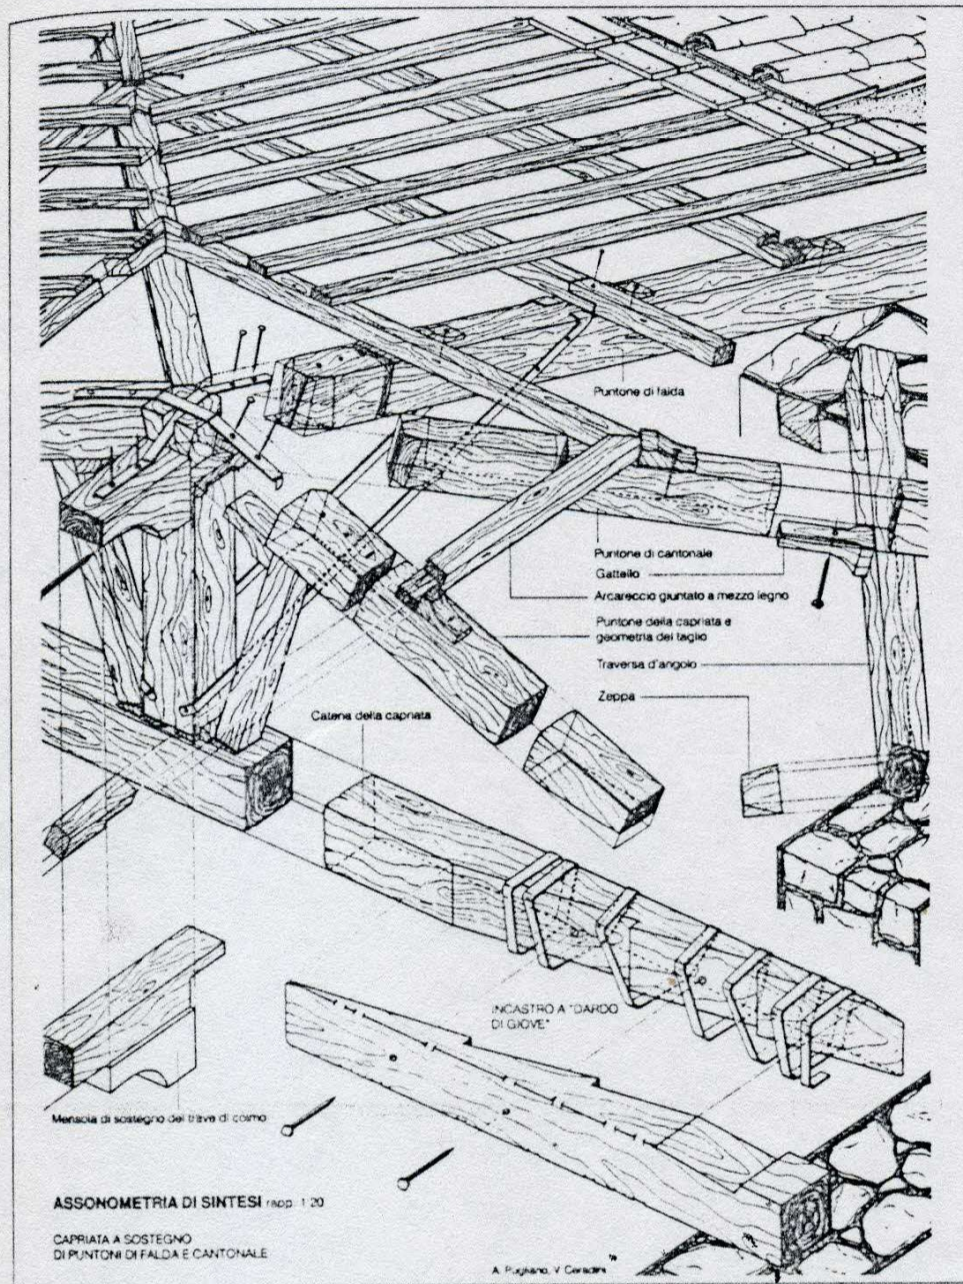 Puntone di falda
Puntone di cantonale
Gattello
Arcareccio giuntato a mezzo legno
Puntone della capriata e
geometria del taglio
Traversa d'angolo
Zeppa
Catena della capriata
INCASTRO A "DARDO
DI GIOVE"
Mensola di sostegno del trave di colmo
ASSONOMETRIA DI SINTESI rapp. 1:20
CAPRIATA A SOSTEGNO
DI PUNTONI DI FALDA E CANTONALE
A. Pugliano, V. Ceradini